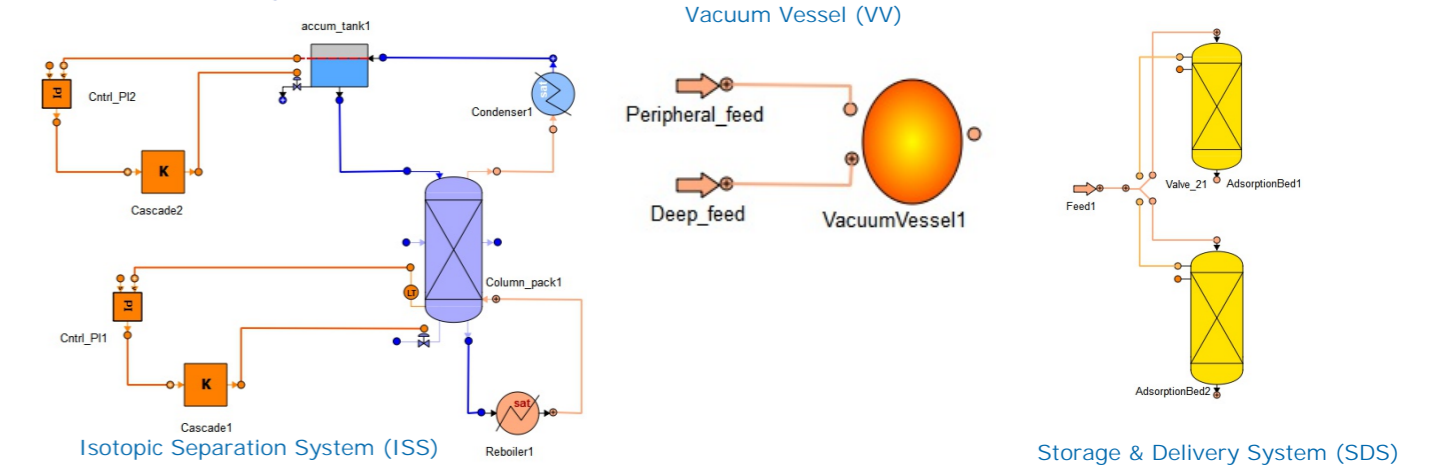 Vacuum Vessel (VV)
accum_tank1
PI
Cntrl_PI2
sat
Condenser1
K
Cascade2
Peripheral_feed
Deep_feed
VacuumVessel1
Valve_21
AdsorptionBed1
Feed1
LT
Column_pack1
PI
Cntrl_PI1
K
Cascade1
sat
Reboiler1
AdsorptionBed2
Isotopic Separation System (ISS)
Storage & Delivery System (SDS)